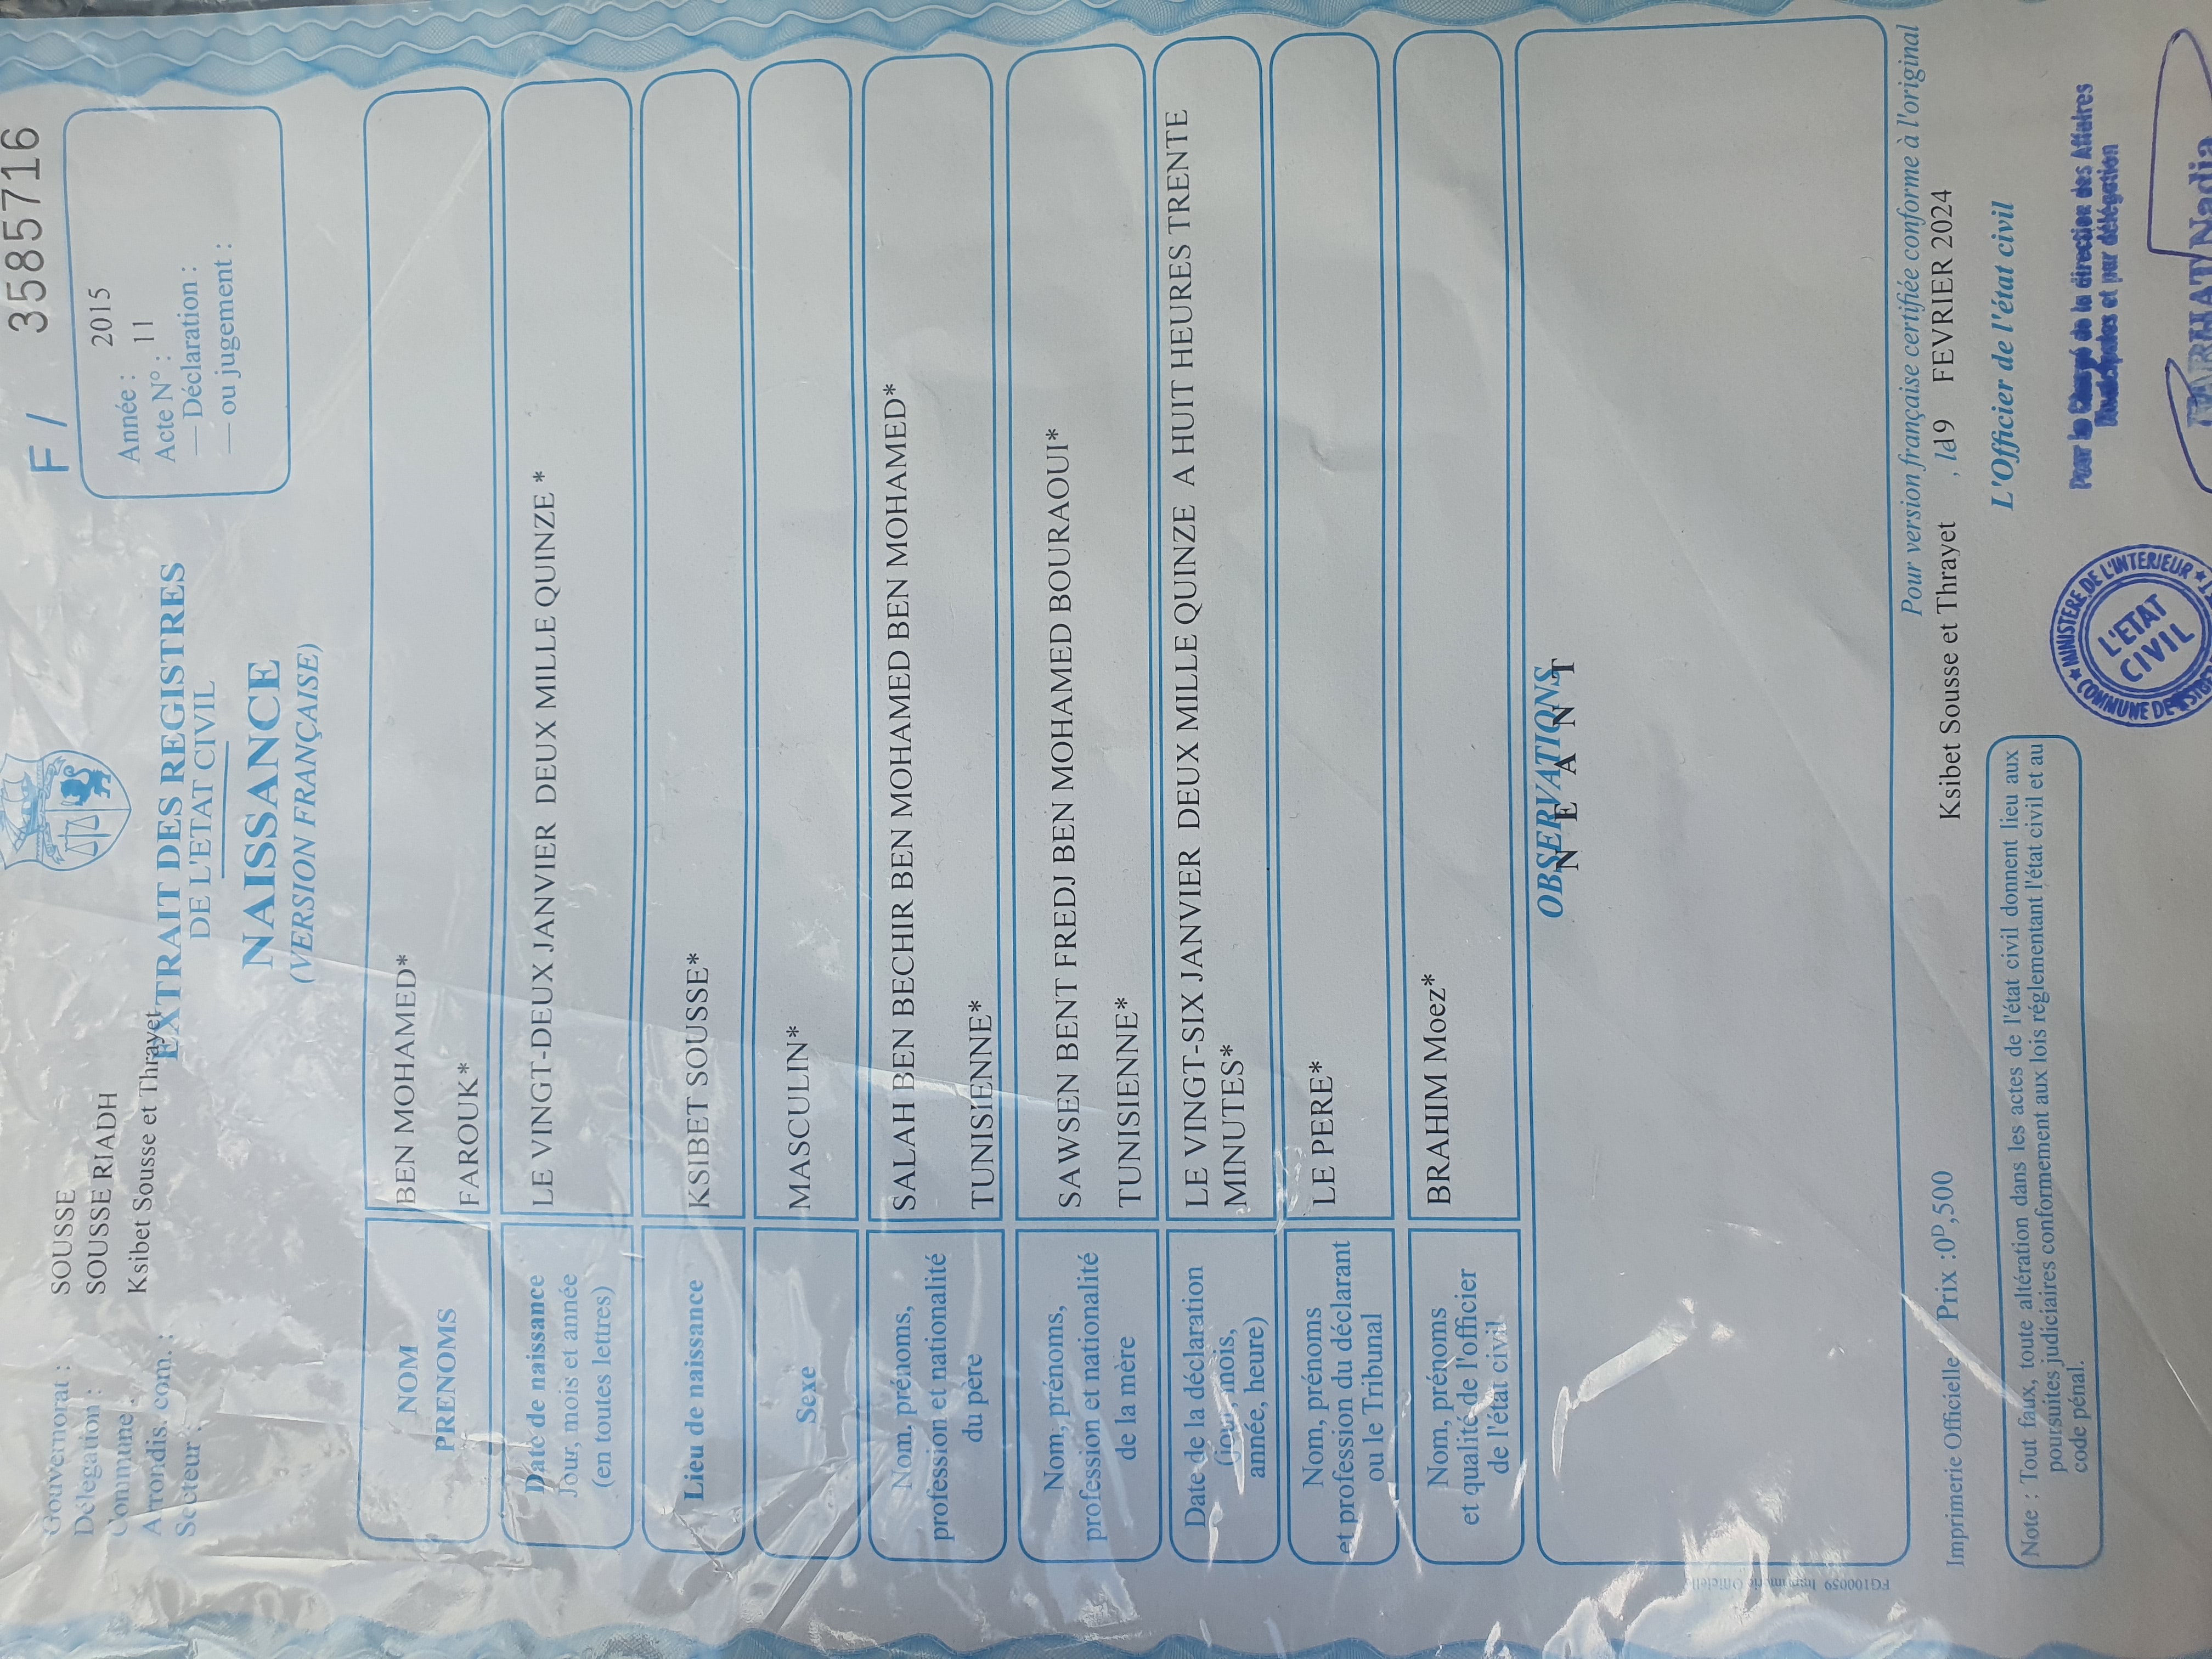 F / 3585716
Gouvernorat : SOUSSE
Délégation : SOUSSE RIADH
Commune : Ksibet Sousse et Thrayet
Arrondis. com. :
Secteur :
EXTRAIT DES REGISTRES
DE L'ETAT CIVIL
NAISSANCE
(VERSION FRANÇAISE)
Année : 2015
Acte N° : 11
— Déclaration :
— ou jugement :
NOM
PRENOMS
BEN MOHAMED*
FAROUK*
Date de naissance
Jour, mois et année
(en toutes lettres)
LE VINGT-DEUX JANVIER DEUX MILLE QUINZE *
Lieu de naissance
KSIBET SOUSSE*
Sexe
MASCULIN*
Nom, prénoms,
profession et nationalité
du père
SALAH BEN BECHIR BEN MOHAMED BEN MOHAMED*
TUNISIENNE*
Nom, prénoms,
profession et nationalité
de la mère
SAWSEN BENT FREDJ BEN MOHAMED BOURAOUI*
TUNISIENNE*
Date de la déclaration
(jour, mois,
année, heure)
LE VINGT-SIX JANVIER DEUX MILLE QUINZE A HUIT HEURES TRENTE
MINUTES*
Nom, prénoms
et profession du déclarant
ou le Tribunal
LE PERE*
Nom, prénoms
et qualité de l'officier
de l'état civil
BRAHIM Moez*
OBSERVATIONS
N E A N T
FG100059 Imprimerie Officielle
Pour version française certifiée conforme à l'original
Ksibet Sousse et Thrayet , le 19 FEVRIER 2024
Imprimerie Officielle Prix :0D,500
L'Officier de l'état civil
Note : Tout faux, toute altération dans les actes de l'état civil donnent lieu aux
poursuites judiciaires conformement aux lois réglementant l'état civil et au
code pénal.
MINISTERE DE L'INTERIEUR
L'ETAT
CIVIL
COMMUNE DE
Pour le Chargé de la direction des Affaires
Municipales et par délégation
Nadia